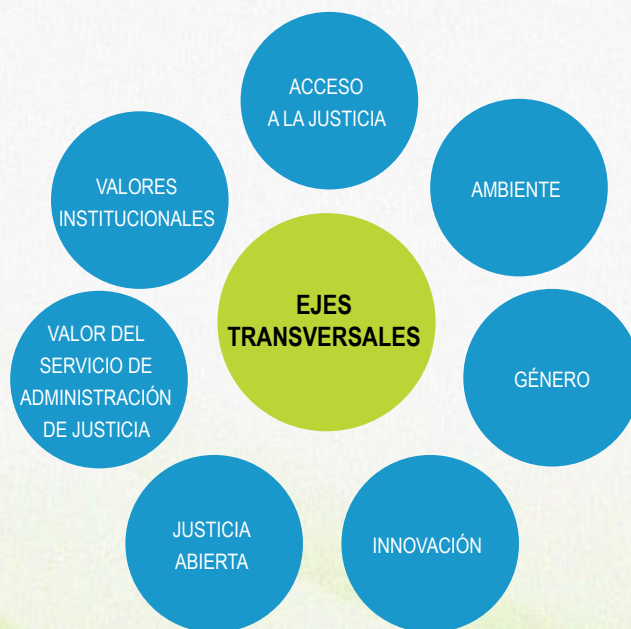 EJES
TRANSVERSALES
ACCESO
A LA JUSTICIA
AMBIENTE
GÉNERO
INNOVACIÓN
JUSTICIA
ABIERTA
VALOR DEL
SERVICIO DE
ADMINISTRACIÓN
DE JUSTICIA
VALORES
INSTITUCIONALES